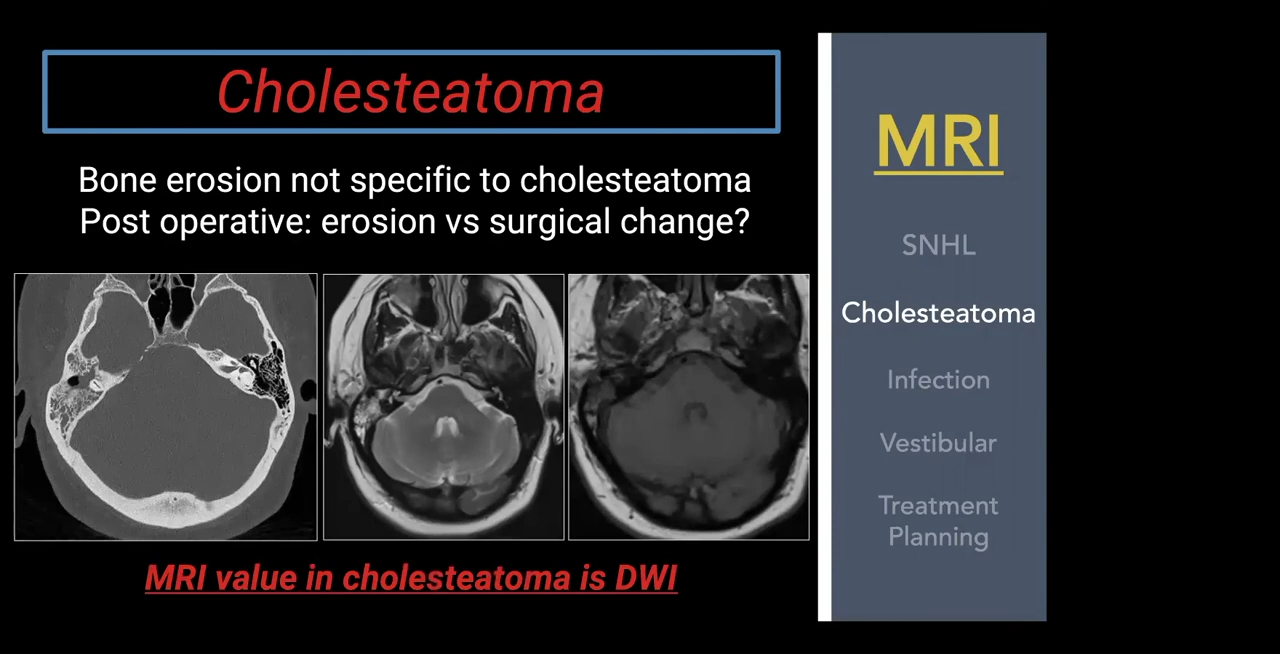 Cholesteatoma
Bone erosion not specific to cholesteatoma
Post operative: erosion vs surgical change?
MRI value in cholesteatoma is DWI
MRI
SNHL
Cholesteatoma
Infection
Vestibular
Treatment
Planning